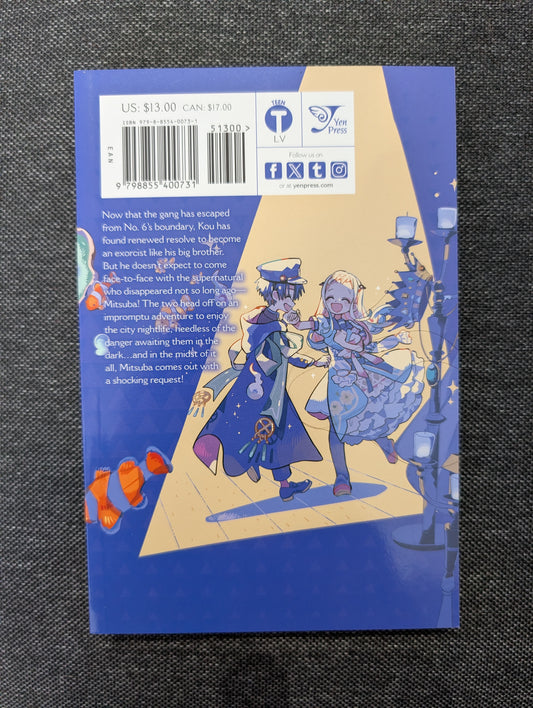 US: $13.00 CAN: $17.00
ISBN 979-8-8554-0073-1
51300 >
EAN
9 798855 400731
TEEN
T
LV
Yen
Press
Follow us on
or at yenpress.com
Now that the gang has escaped
from No. 6's boundary, Kou has
found renewed resolve to become
an exorcist like his big brother.
But he doesn't expect to come
face-to-face with the supernatural
who disappeared not so long ago—
Mitsuba! The two head off on an
impromptu adventure to enjoy
the city nightlife, heedless of the
danger awaiting them in the
dark...and in the midst of it
all, Mitsuba comes out with
a shocking request!